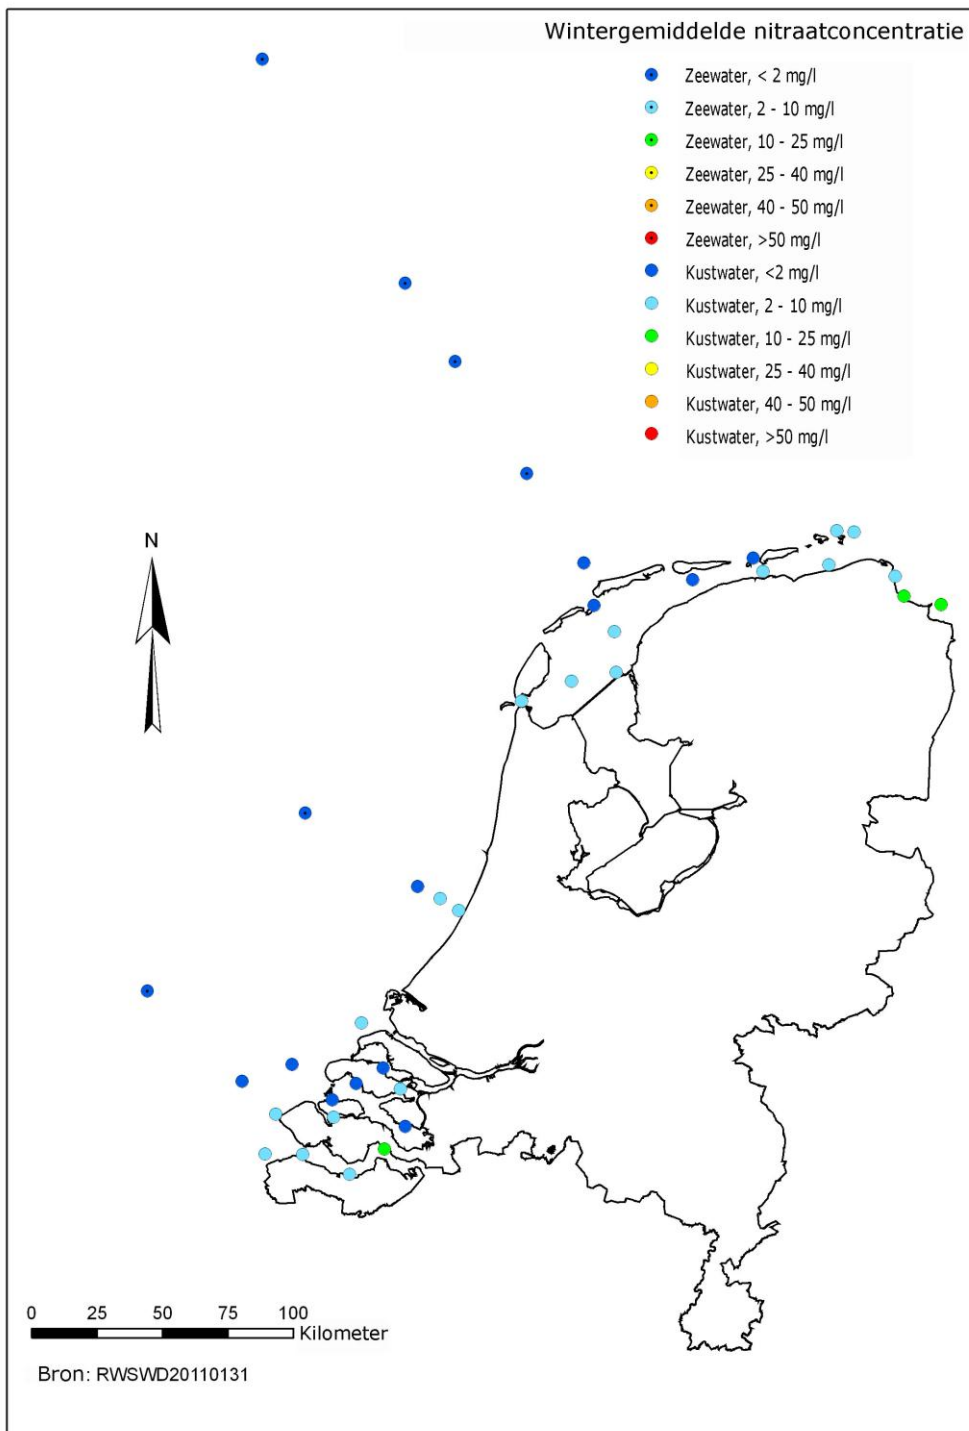 Wintergemiddelde nitraatconcentratie
Zeewater, < 2 mg/l
Zeewater, 2 - 10 mg/l
Zeewater, 10 - 25 mg/l
Zeewater, 25 - 40 mg/l
Zeewater, 40 - 50 mg/l
Zeewater, >50 mg/l
Kustwater, <2 mg/l
Kustwater, 2 - 10 mg/l
Kustwater, 10 - 25 mg/l
Kustwater, 25 - 40 mg/l
Kustwater, 40 - 50 mg/l
Kustwater, >50 mg/l
N
0 25 50 75 100
Kilometer
Bron: RWSWD20110131